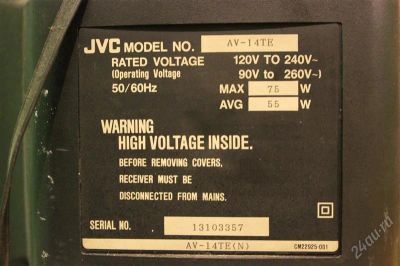 JVC MODEL NO. AV-14TE
RATED VOLTAGE 120V TO 240V~
(Operating Voltage 90V to 260V~)
50/60Hz MAX 75 W
AVG 55 W
WARNING
HIGH VOLTAGE INSIDE.
BEFORE REMOVING COVERS,
RECEIVER MUST BE
DISCONNECTED FROM MAINS.
SERIAL NO. 13103357
AV-14TE(N) CM22925-001
24au.ru